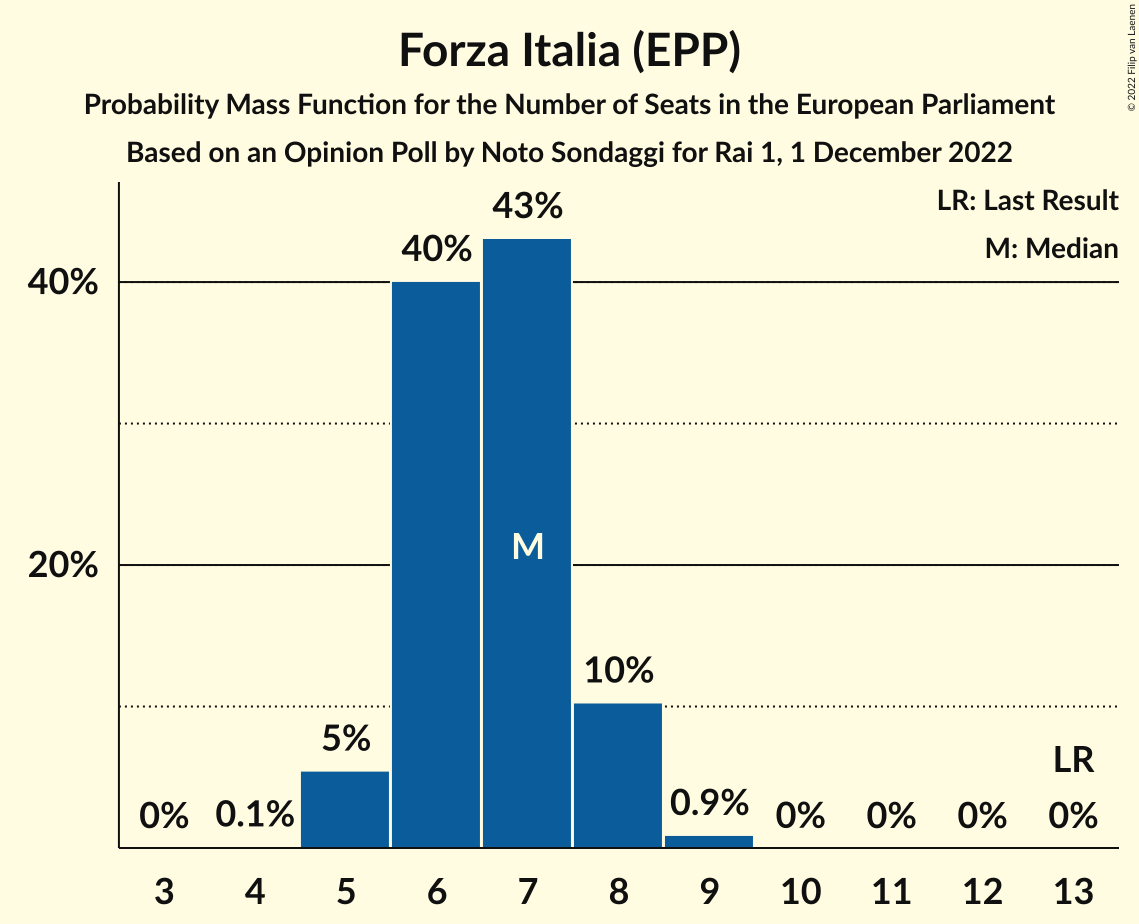 Forza Italia (EPP)
Probability Mass Function for the Number of Seats in the European Parliament
Based on an Opinion Poll by Noto Sondaggi for Rai 1, 1 December 2022
© 2022 Filip van Laenen
LR: Last Result
M: Median
43%
40%
40%
M
20%
10%
5%
LR
0%
0.1%
0.9%
0%
0%
0%
0%
3 4 5 6 7 8 9 10 11 12 13